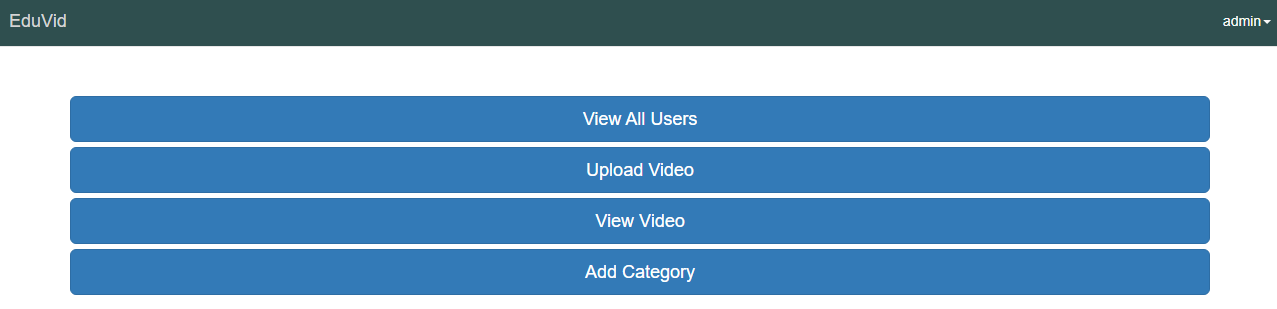 EduVid
admin
View All Users
Upload Video
View Video
Add Category